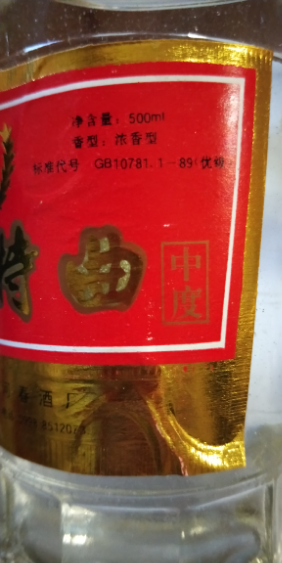 净含量：500ml
香型：浓香型
标准代号 GB10781.1-89(优级)
特曲
中度
酒厂
851207